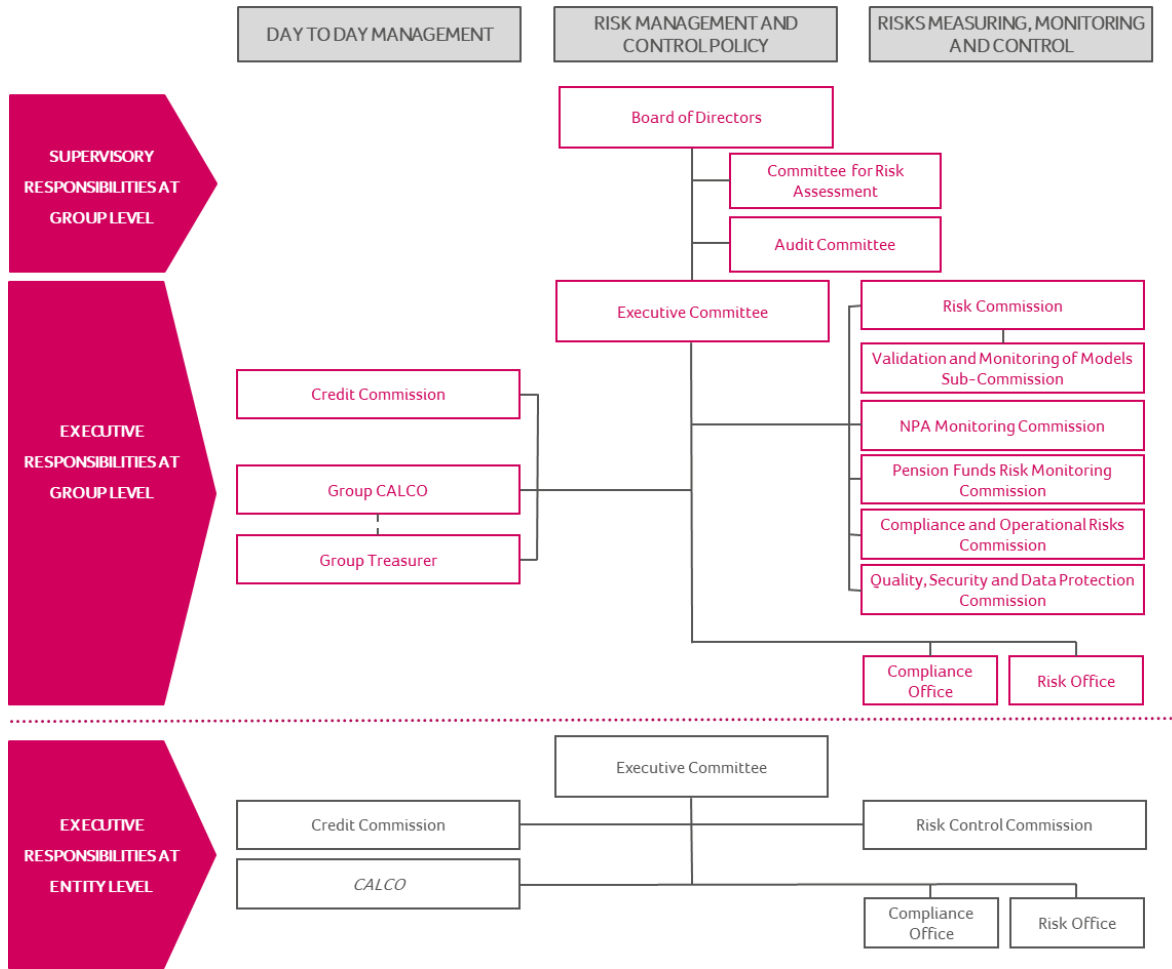 DAY TO DAY MANAGEMENT
RISK MANAGEMENT AND
CONTROL POLICY
RISKS MEASURING, MONITORING
AND CONTROL
SUPERVISORY
RESPONSIBILITIES AT
GROUP LEVEL
Board of Directors
Committee for Risk
Assessment
Audit Committee
EXECUTIVE
RESPONSIBILITIES AT
GROUP LEVEL
Executive Committee
Credit Commission
Group CALCO
Group Treasurer
Risk Commission
Validation and Monitoring of Models
Sub-Commission
NPA Monitoring Commission
Pension Funds Risk Monitoring
Commission
Compliance and Operational Risks
Commission
Quality, Security and Data Protection
Commission
Compliance
Office
Risk Office
EXECUTIVE
RESPONSIBILITIES AT
ENTITY LEVEL
Executive Committee
Credit Commission
CALCO
Risk Control Commission
Compliance
Office
Risk Office